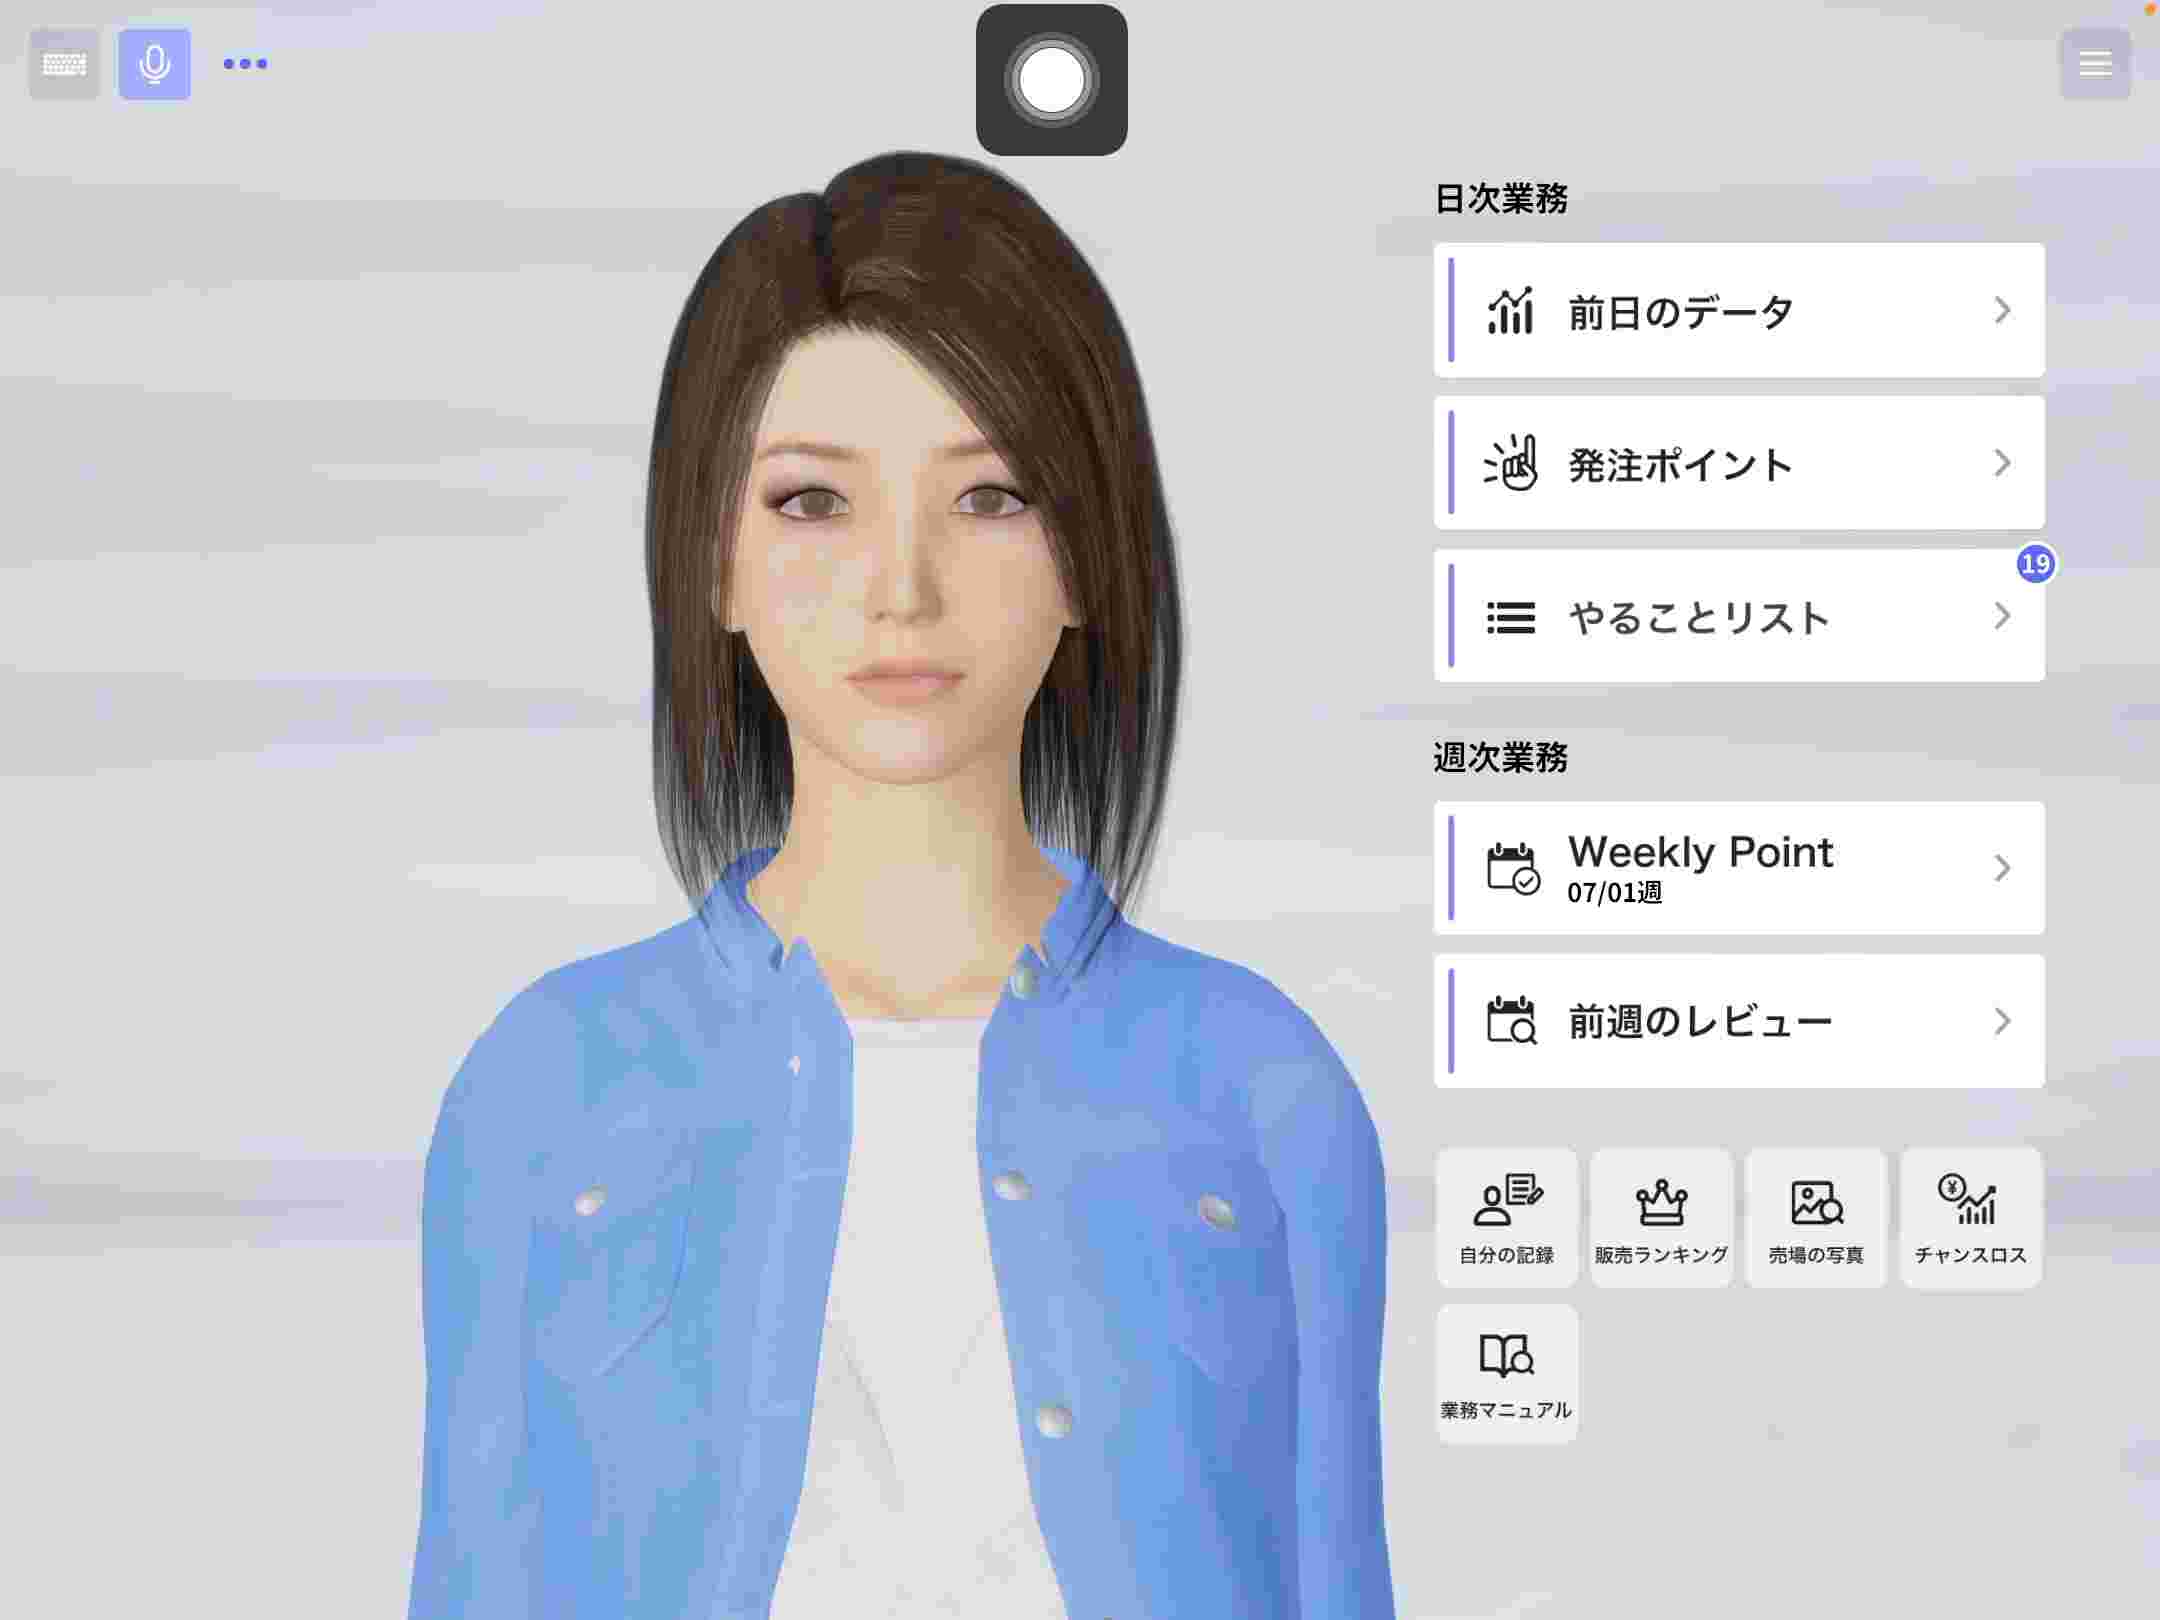 日次業務
前日のデータ
発注ポイント
19
やることリスト
週次業務
Weekly Point
07/01週
前週のレビュー
自分の記録
販売ランキング
売場の写真
¥
チャンスロス
業務マニュアル